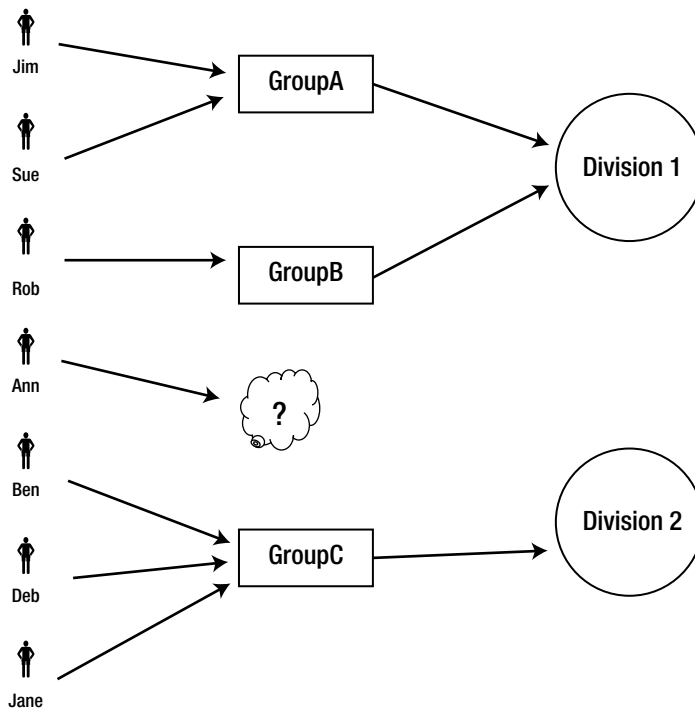 Jim
GroupA
Sue
Division 1
Rob
GroupB
Ann
?
Ben
Division 2
GroupC
Deb
Jane